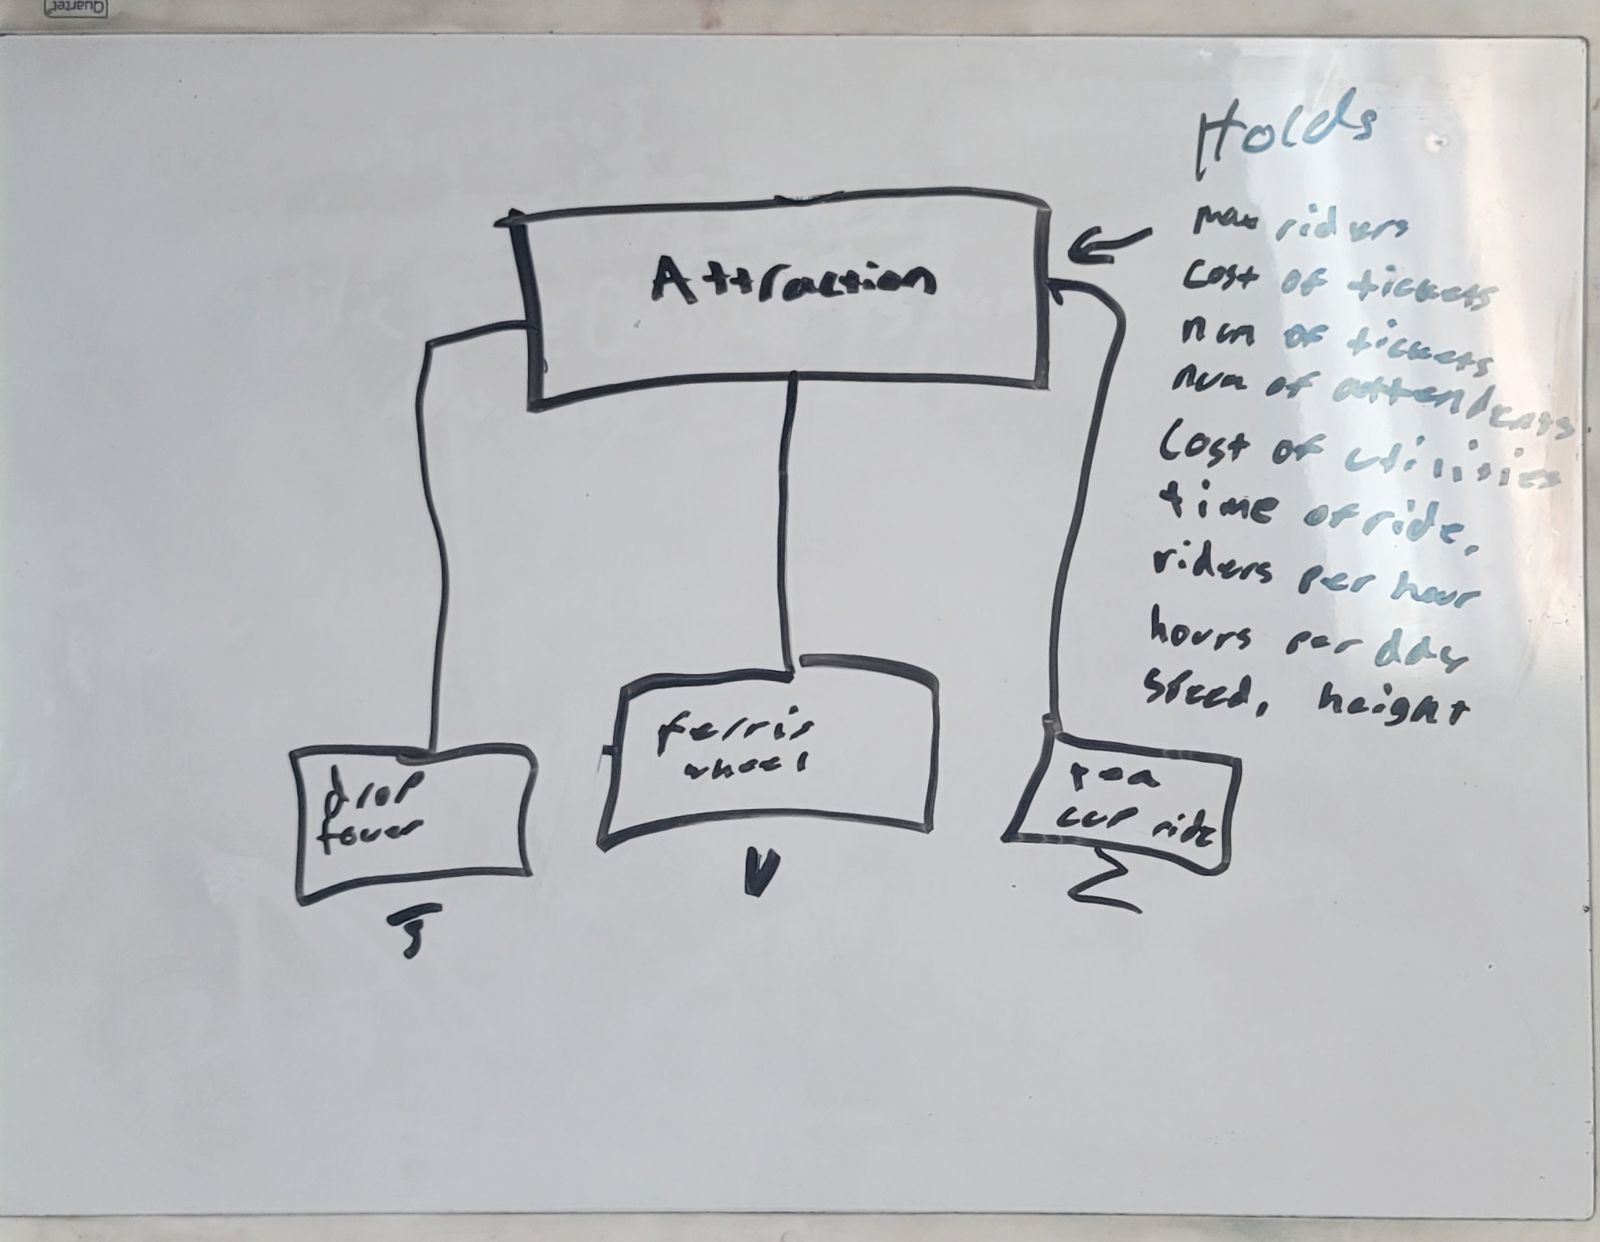 Quartet
Holds
Attraction
max riders
cost of tickets
num of tickets
num of attendents
Cost of utilities
time of ride,
riders per hour
hours per day
speed, height
drop
tower
ferris
wheel
tea
cup ride